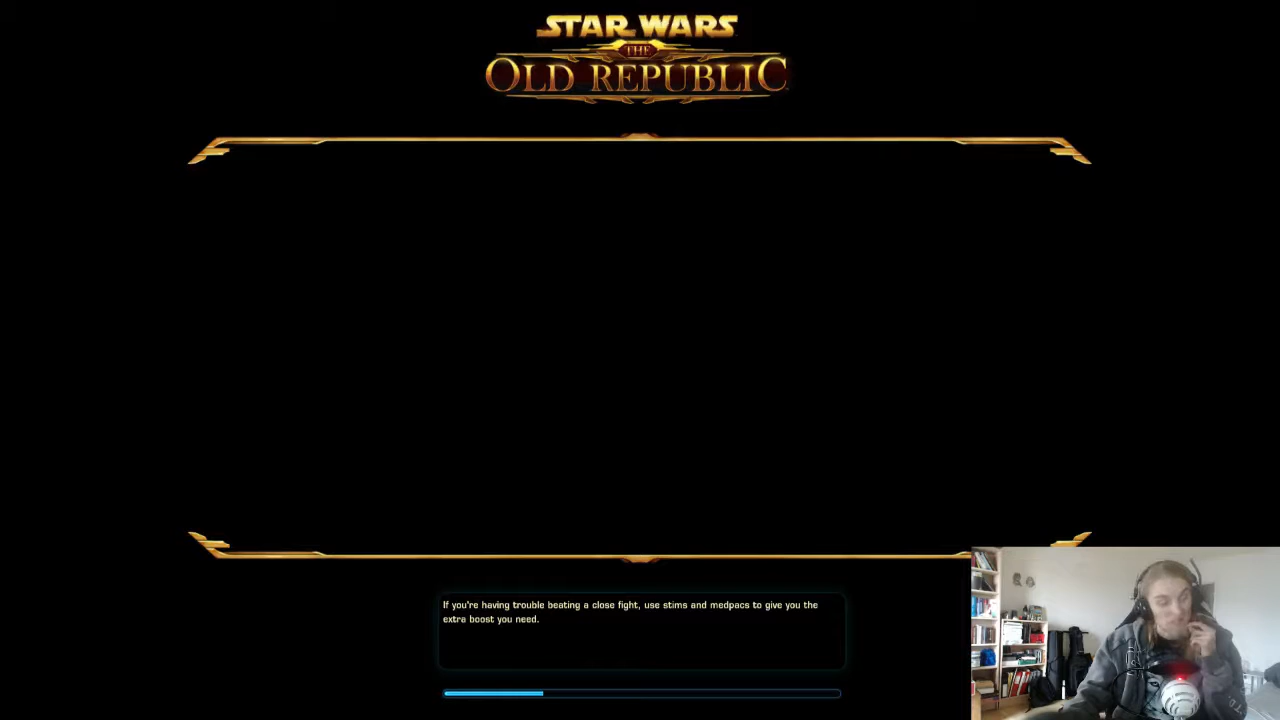 STAR WARS
THE
OLD REPUBLIC
If you're having trouble beating a close fight, use stims and medpacs to give you the
extra boost you need.